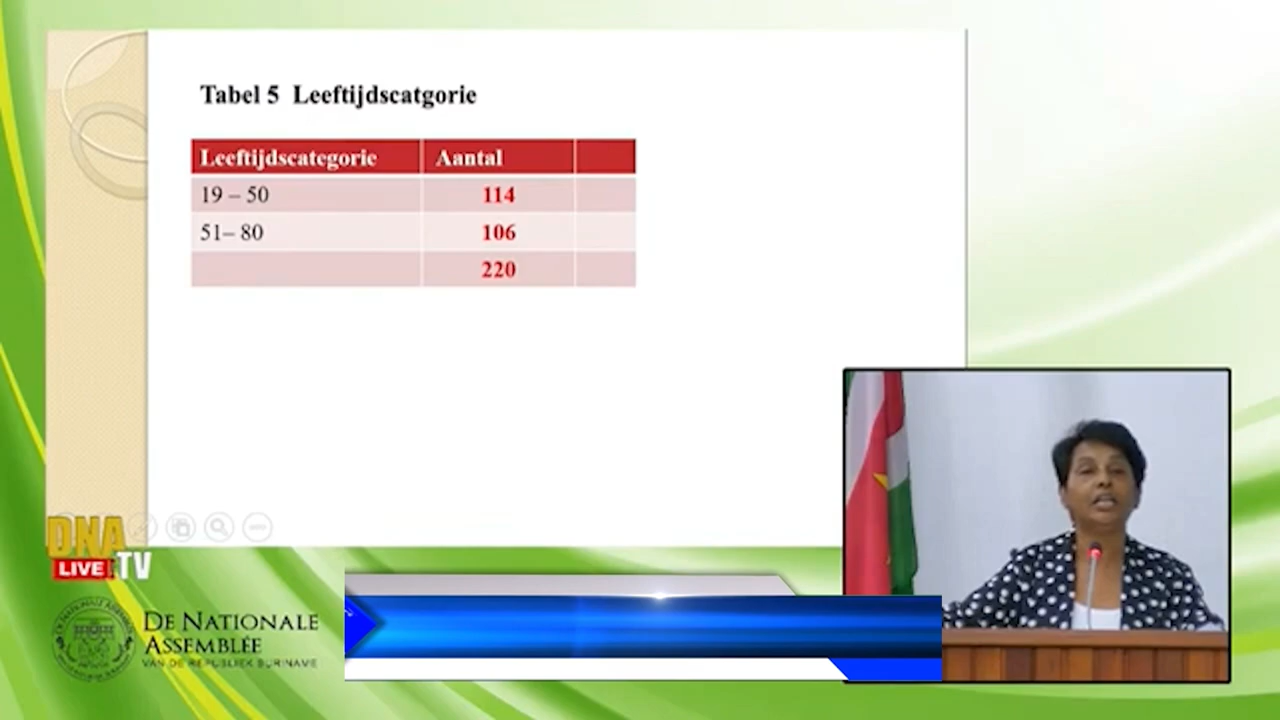 Tabel 5 Leeftijdscatgorie
Leeftijdscategorie Aantal
19 – 50 114
51– 80 106
220
DNA
LIVE TV
DE NATIONALE
ASSEMBLÉE
VAN DE REPUBLIEK SURINAME